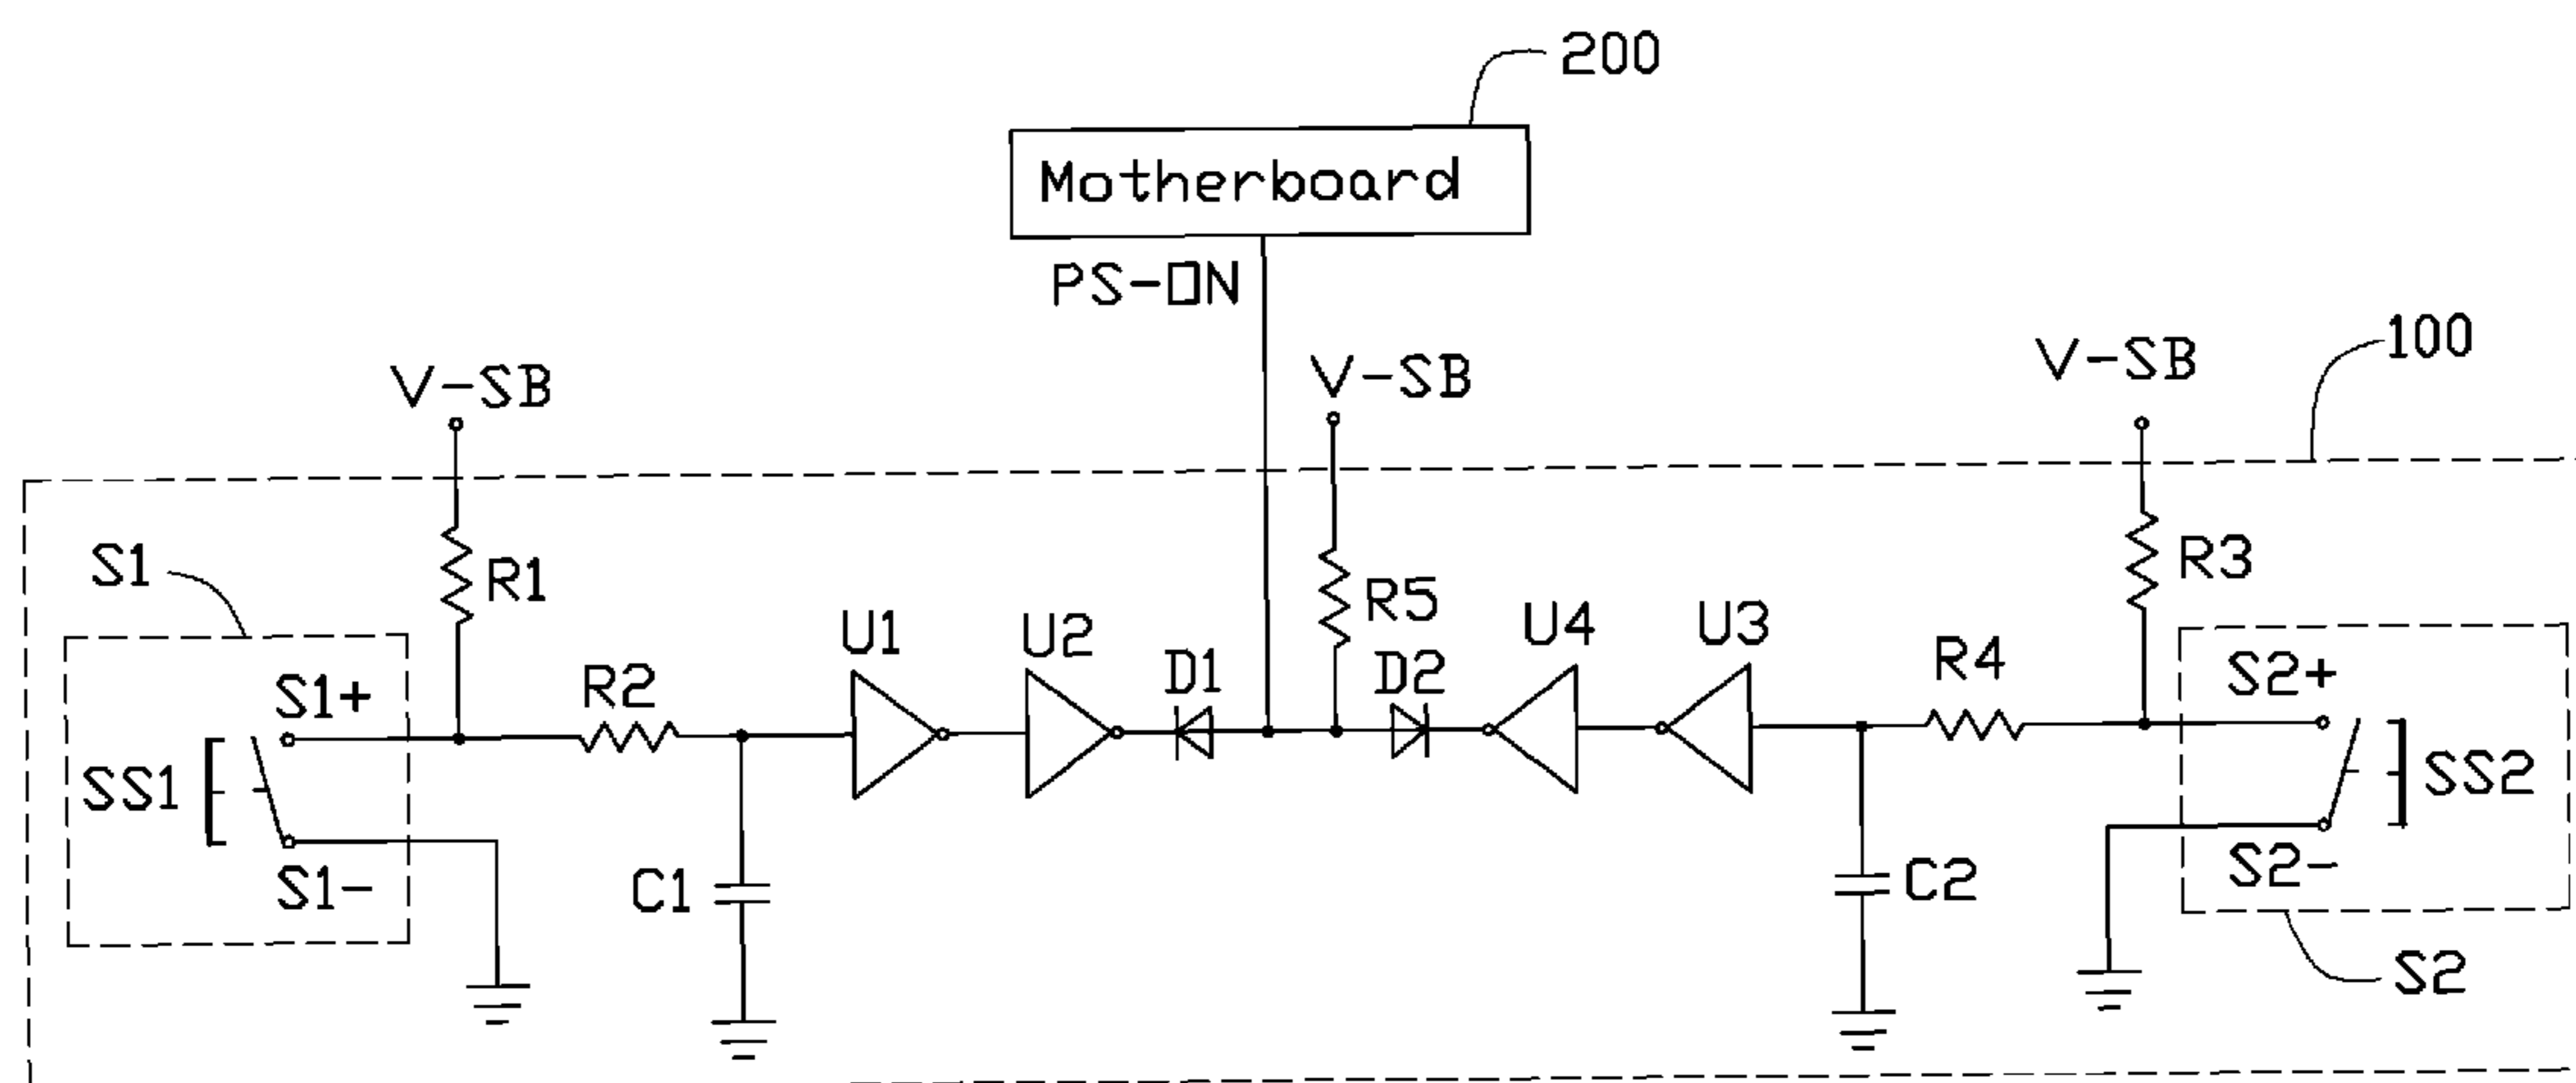 200
Motherboard
PS-ON
100
V-SB
V-SB
V-SB
S1
R1
R5
R3
U1
U2
D1
D2
U4
U3
R2
R4
S1+
S2+
SS1
SS2
S1-
S2-
C1
C2
S2